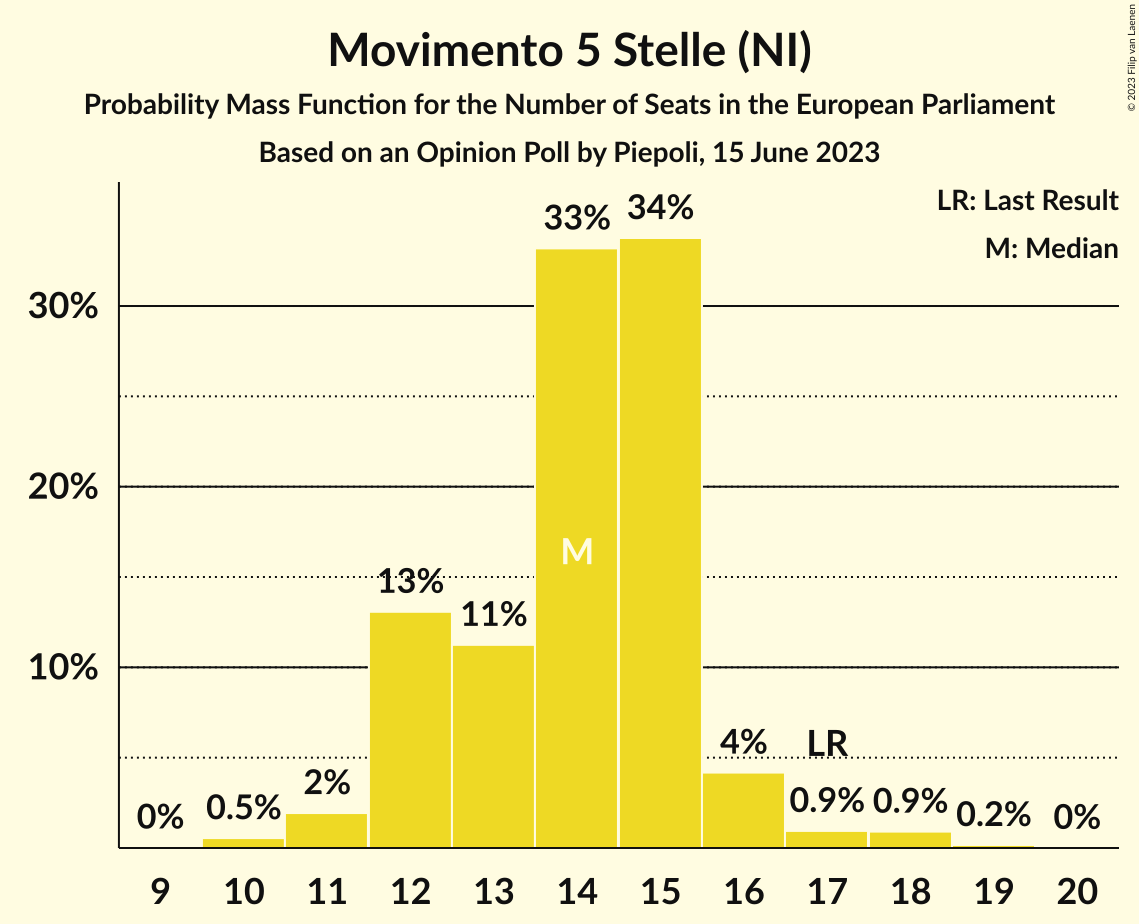 Movimento 5 Stelle (NI)
Probability Mass Function for the Number of Seats in the European Parliament
Based on an Opinion Poll by Piepoli, 15 June 2023
© 2023 Filip van Laenen
LR: Last Result
M: Median
30%
20%
10%
0%
0.5%
2%
13%
11%
33%
34%
4%
0.9%
0.9%
0.2%
0%
M
LR
9 10 11 12 13 14 15 16 17 18 19 20